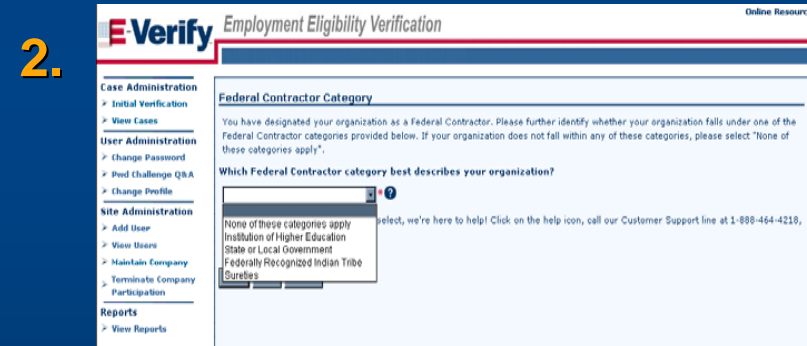 2.
E-Verify
Employment Eligibility Verification
Online
Case Administration
Initial Verification
View Cases
User Administration
Change Password
Pwd Challenge Q&A
Change Profile
Site Administration
Add User
View Users
Maintain Company
Terminate Company
Participation
Reports
View Reports
Federal Contractor Category
You have designated your organization as a Federal Contractor. Please further identify whether your organization falls under one of the
Federal Contractor categories provided below. If your organization does not fall within any of these categories, please select "None of
these categories apply".
Which Federal Contractor category best describes your organization?
* ?
None of these categories apply
Institution of Higher Education
State or Local Government
Federally Recognized Indian Tribe
Sureties
select, we're here to help! Click on the help icon, call our Customer Support line at 1-888-464-4218,